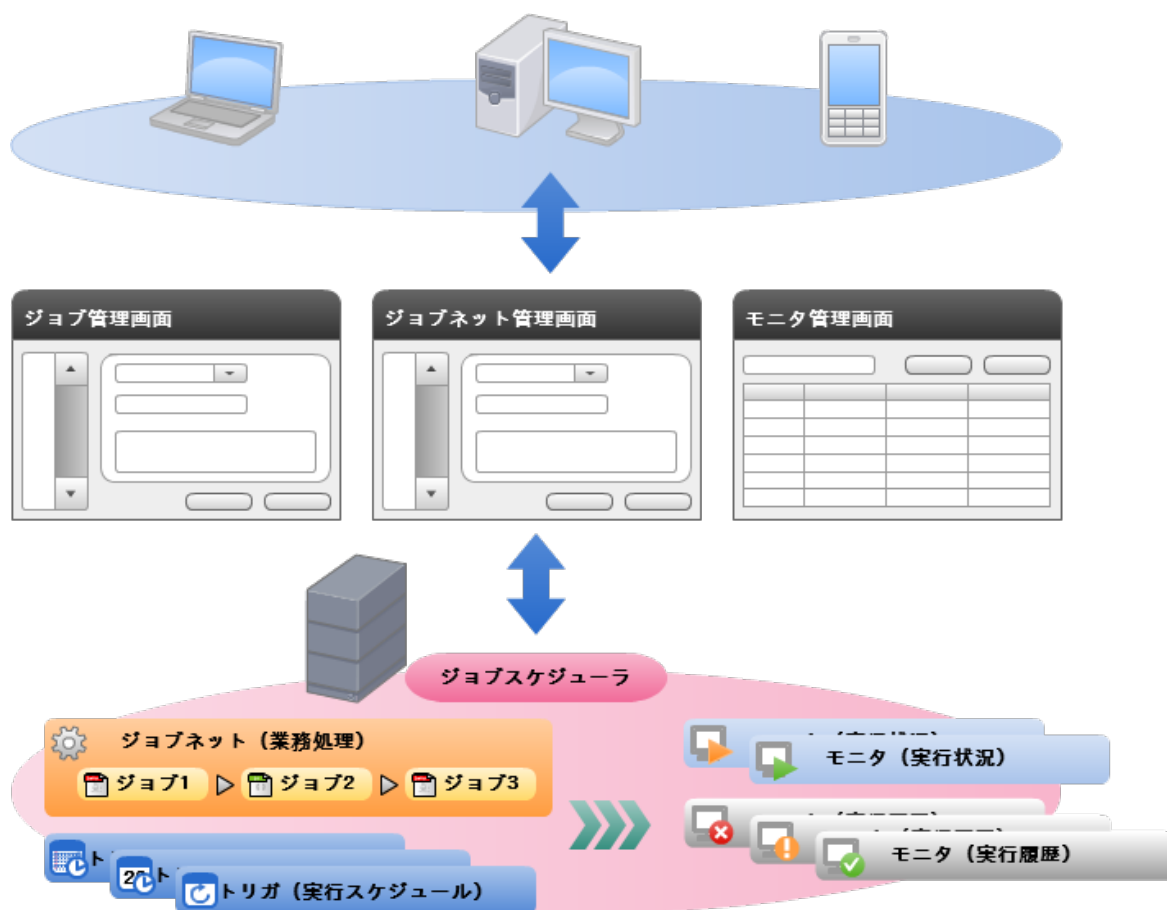 ジョブ管理画面
ジョブネット管理画面
モニタ管理画面
ジョブスケジューラ
ジョブネット（業務処理）
ジョブ1
ジョブ2
ジョブ3
モニタ（実行状況）
ト
ト
トリガ（実行スケジュール）
モニタ（実行履歴）